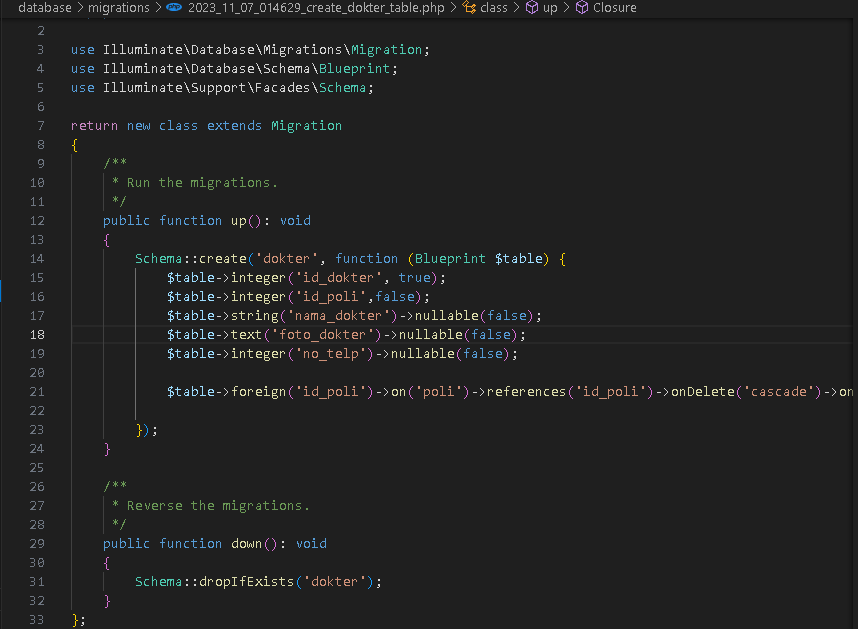 database > migrations > 2023_11_07_014629_create_dokter_table.php > class > up > Closure
2
3 use Illuminate\Database\Migrations\Migration;
4 use Illuminate\Database\Schema\Blueprint;
5 use Illuminate\Support\Facades\Schema;
6
7 return new class extends Migration
8 {
9 /**
10 * Run the migrations.
11 */
12 public function up(): void
13 {
14 Schema::create('dokter', function (Blueprint $table) {
15 $table->integer('id_dokter', true);
16 $table->integer('id_poli',false);
17 $table->string('nama_dokter')->nullable(false);
18 $table->text('foto_dokter')->nullable(false);
19 $table->integer('no_telp')->nullable(false);
20
21 $table->foreign('id_poli')->on('poli')->references('id_poli')->onDelete('cascade')->on
22
23 });
24 }
25
26 /**
27 * Reverse the migrations.
28 */
29 public function down(): void
30 {
31 Schema::dropIfExists('dokter');
32 }
33 };